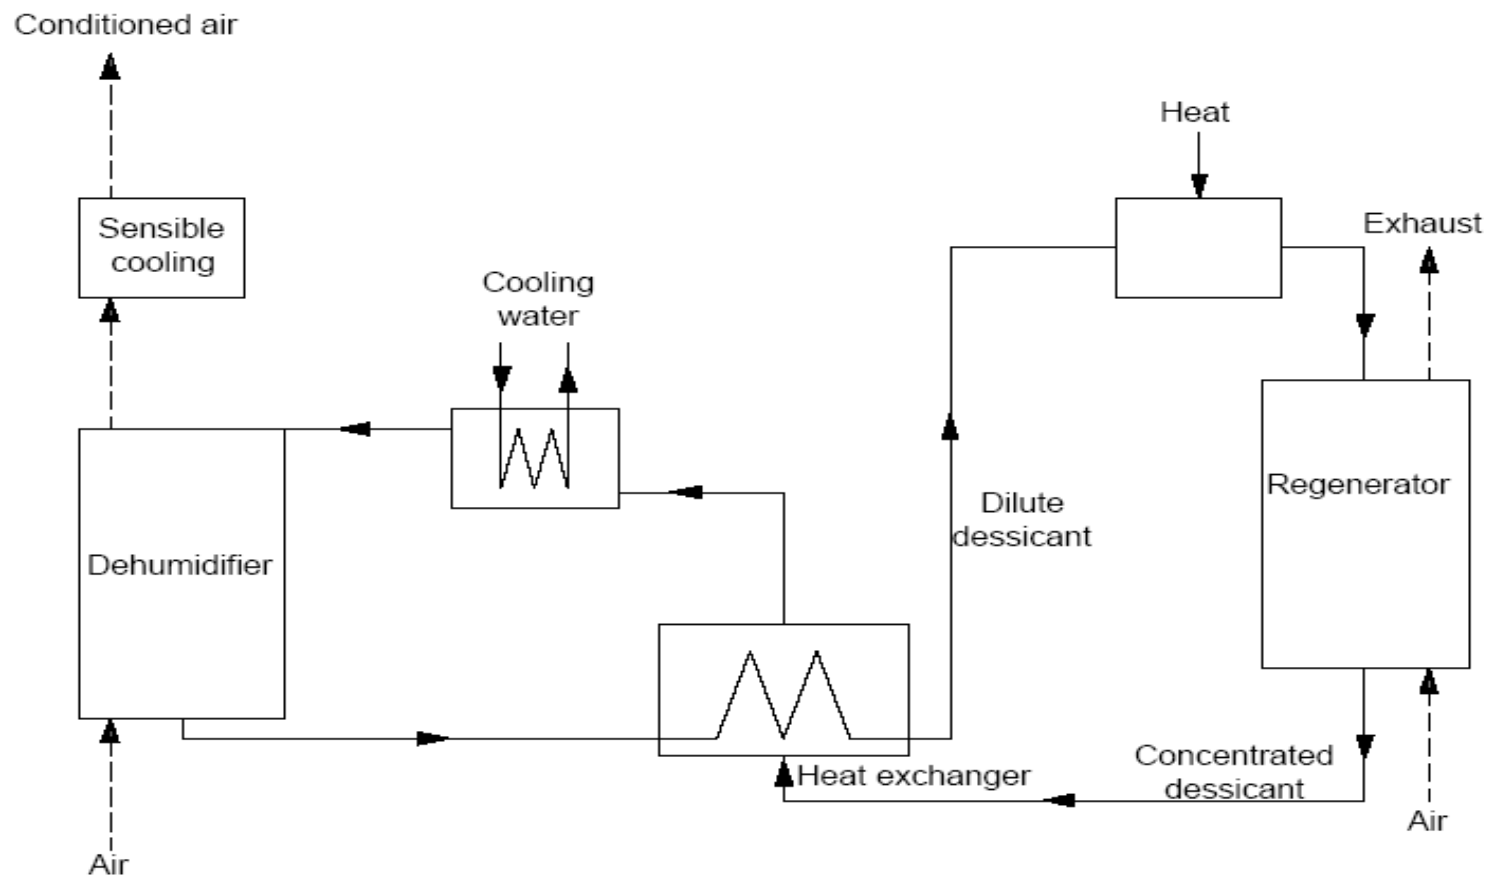 Conditioned air
Heat
Exhaust
Sensible
cooling
Cooling
water
Regenerator
Dilute
dessicant
Dehumidifier
Heat exchanger
Concentrated
dessicant
Air
Air